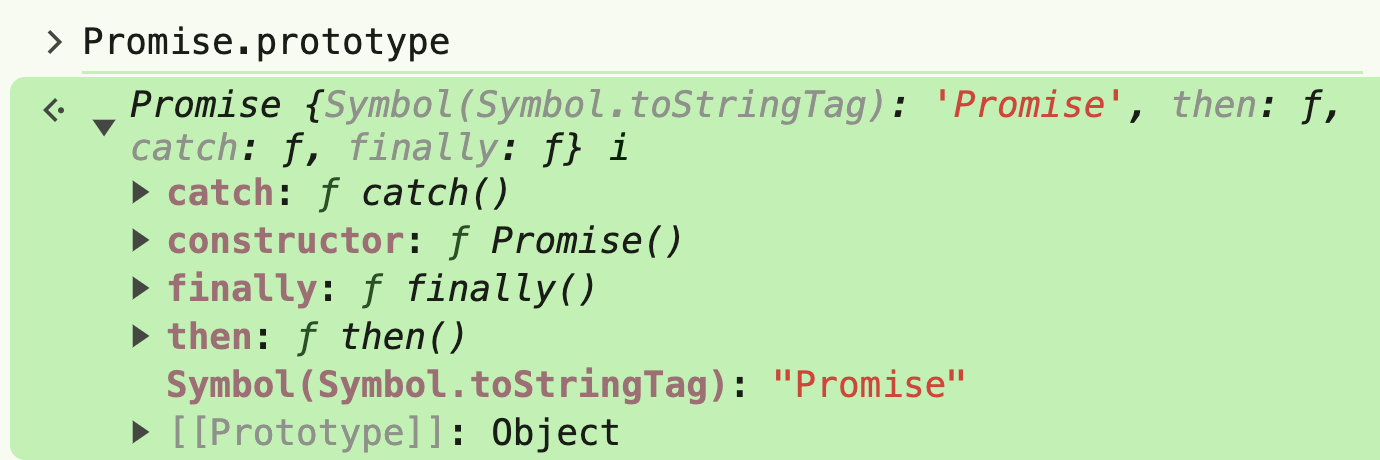 > Promise.prototype
Promise {Symbol(Symbol.toStringTag): 'Promise', then: ƒ,
catch: ƒ, finally: ƒ} i
catch: ƒ catch()
constructor: ƒ Promise()
finally: ƒ finally()
then: ƒ then()
Symbol(Symbol.toStringTag): "Promise"
[[Prototype]]: Object